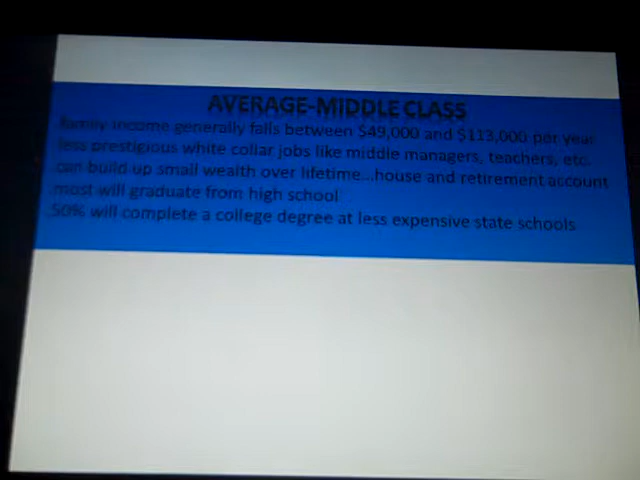 AVERAGE-MIDDLE CLASS
family income generally falls between $49,000 and $113,000 per year
less prestigious white collar jobs like middle managers, teachers, etc.
can build up small wealth over lifetime...house and retirement account
most will graduate from high school
50% will complete a college degree at less expensive state schools